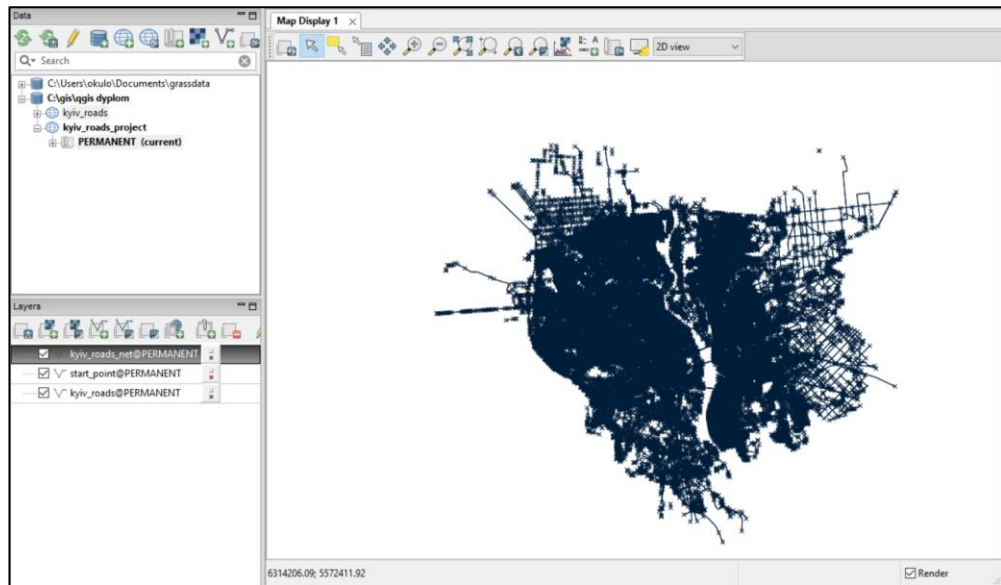 Data
Search
C:\Users\okulo\Documents\grassdata
C:\gis\qgis dyplom
kyiv_roads
kyiv_roads_project
PERMANENT (current)
Layers
kyiv_roads_net@PERMANENT
start_point@PERMANENT
kyiv_roads@PERMANENT
Map Display 1
2D view
6314206.09; 5572411.92
Render